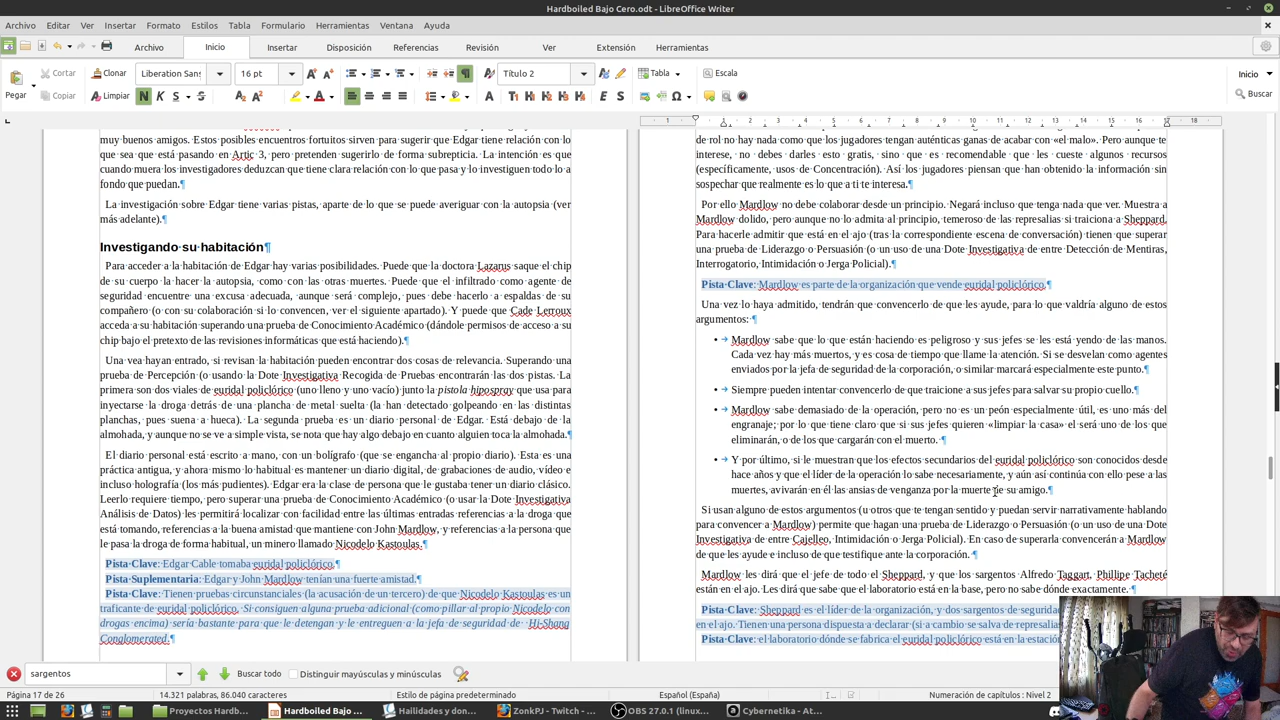 Hardboiled Bajo Cero.odt - LibreOffice Writer
Archivo Editar Ver Insertar Formato Estilos Tabla Formulario Herramientas Ventana Ayuda
Archivo Inicio Insertar Disposición Referencias Revisión Ver Extensión Herramientas
Cortar Clonar Liberation Sans 16 pt Título 2 Tabla Escala Inicio
Pegar Copiar Limpiar Buscar
muy buenos amigos. Estos posibles encuentros fortuitos sirven para sugerir que Edgar tiene relación con lo
que sea que está pasando en Artic 3, pero pretenden sugerirlo de forma subrepticia. La intención es que
cuando muera los investigadores deduzcan que tiene clara relación con lo que pasa y lo investiguen todo lo a
fondo que puedan.¶
La investigación sobre Edgar tiene varias pistas, aparte de lo que se puede averiguar con la autopsia (ver
más adelante).¶
Investigando su habitación¶
Para acceder a la habitación de Edgar hay varias posibilidades. Puede que la doctora Lazarus saque el chip
de su cuerpo la hacer la autopsia, como con las otras muertes. Puede que el infiltrado como agente de
seguridad encuentre una excusa adecuada, aunque será complejo, pues debe hacerlo a espaldas de su
compañero (o con su colaboración si lo convencen, ver el siguiente apartado). Y puede que Cade Lerroux
acceda a su habitación superando una prueba de Conocimiento Académico (dándole permisos de acceso a su
chip bajo el pretexto de las revisiones informáticas que está haciendo).¶
Una vez hayan entrado, si revisan la habitación pueden encontrar dos cosas de relevancia. Superando una
prueba de Percepción (o usando la Dote Investigativa Recogida de Pruebas encontrarán las dos pistas. La
primera son dos viales de euridal policlórico (uno lleno y uno vacío) junto la pistola hipospray que usa para
inyectarse la droga detrás de una plancha de metal suelta (la han detectado golpeando en las distintas
planchas, pues suena a hueca). La segunda prueba es un diario personal de Edgar. Está debajo de la
almohada, y aunque no se ve a simple vista, se nota que hay algo debajo en cuanto alguien toca la almohada.¶
El diario personal está escrito a mano, con un bolígrafo (que se engancha al propio diario). Esta es una
práctica antigua, y ahora mismo lo habitual es mantener un diario digital, de grabaciones de audio, vídeo e
incluso holografía (los más pudientes). Edgar era la clase de persona que le gustaba tener un diario clásico.
Leerlo requiere tiempo, pero superar una prueba de Conocimiento Académico (o usar la Dote Investigativa
Análisis de Datos) les permitirá localizar con facilidad entre las últimas entradas referencias a la droga que
está tomando, referencias a la buena amistad que mantiene con John Mardlow, y referencias a la persona que
le pasa la droga de forma habitual, un minero llamado Nicodelo Kastoulas.¶
Pista Clave: Edgar Cable tomaba euridal policlórico.¶
Pista Suplementaria: Edgar y John Mardlow tenían una fuerte amistad.¶
Pista Clave: Tienen pruebas circunstanciales (la acusación de un tercero) de que Nicodelo Kastoulas es un
traficante de euridal policlórico. Si consiguen alguna prueba adicional (como pillar al propio Nicodelo con
drogas encima) sería bastante para que le detengan y le entreguen a la jefa de seguridad de Hi-Shang
Conglomerated.¶
de rol no hay nada como que los jugadores tengan auténticas ganas de acabar con «el malo». Pero aunque te
interese, no debes darles esto gratis, sino que es recomendable que les cueste algunos recursos
(específicamente, usos de Concentración). Así los jugadores piensan que han obtenido la información sin
sospechar que realmente es lo que a ti te interesa.¶
Por ello Mardlow no debe colaborar desde un principio. Negará incluso que tenga nada que ver. Muestra a
Mardlow dolido, pero aunque no lo admita al principio, temeroso de las represalias si traiciona a Sheppard.
Para hacerle admitir que está en el ajo (tras la correspondiente escena de conversación) tienen que superar
una prueba de Liderazgo o Persuasión (o un uso de una Dote Investigativa de entre Detección de Mentiras,
Interrogatorio, Intimidación o Jerga Policial).¶
Pista Clave: Mardlow es parte de la organización que vende euridal policlórico.¶
Una vez lo haya admitido, tendrán que convencerlo de que les ayude, para lo que valdría alguno de estos
argumentos: ¶
• Mardlow sabe que lo que están haciendo es peligroso y sus jefes se les está yendo de las manos.
Cada vez hay más muertos, y es cosa de tiempo que llame la atención. Si se desvelan como agentes
enviados por la jefa de seguridad de la corporación, o similar marcará especialmente este punto.¶
• Siempre pueden intentar convencerlo de que traicione a sus jefes para salvar su propio cuello.¶
• Mardlow sabe demasiado de la operación, pero no es un peón especialmente útil, es uno más del
engranaje; por lo que tiene claro que si sus jefes quieren «limpiar la casa» el será uno de los que
eliminarán, o de los que cargarán con el muerto. ¶
• Y por último, si le muestran que los efectos secundarios del euridal policlórico son conocidos desde
hace años y que el líder de la operación lo sabe necesariamente, y aún así continúa con ello pese a las
muertes, avivarán en él las ansias de venganza por la muerte de su amigo.¶
Si usan alguno de estos argumentos (u otros que te tengan sentido y puedan servir narrativamente hablando
para convencer a Mardlow) permite que hagan una prueba de Liderazgo o Persuasión (o un uso de una Dote
Investigativa de entre Cajelleo, Intimidación o Jerga Policial). En caso de superarla convencerán a Mardlow
de que les ayude e incluso de que testifique ante la corporación. ¶
Mardlow les dirá que el jefe de todo el Sheppard, y que los sargentos Alfredo Taggart, Phillipe Tacheté
están en el ajo. Les dirá que sabe que el laboratorio está en la base, pero no sabe dónde exactamente.¶
Pista Clave: Sheppard es el líder de la organización, y dos sargentos de segurida
en el ajo. Tienen una persona dispuesta a declarar (si a cambio se salva de represalias
Pista Clave: el laboratorio dónde se fabrica el euridal policlórico está en la estación
sargentos Buscar todo Distinguir mayúsculas y minúsculas
Página 17 de 26 14.321 palabras, 86.040 caracteres Estilo de página predeterminado Español (España) Numeración de capítulos : Nivel 2
Proyectos Hardb... Hardboiled Bajo ... Hailidades y don... ZonkPJ - Twitch - ... OBS 27.0.1 (linux... Cybernetika - At...